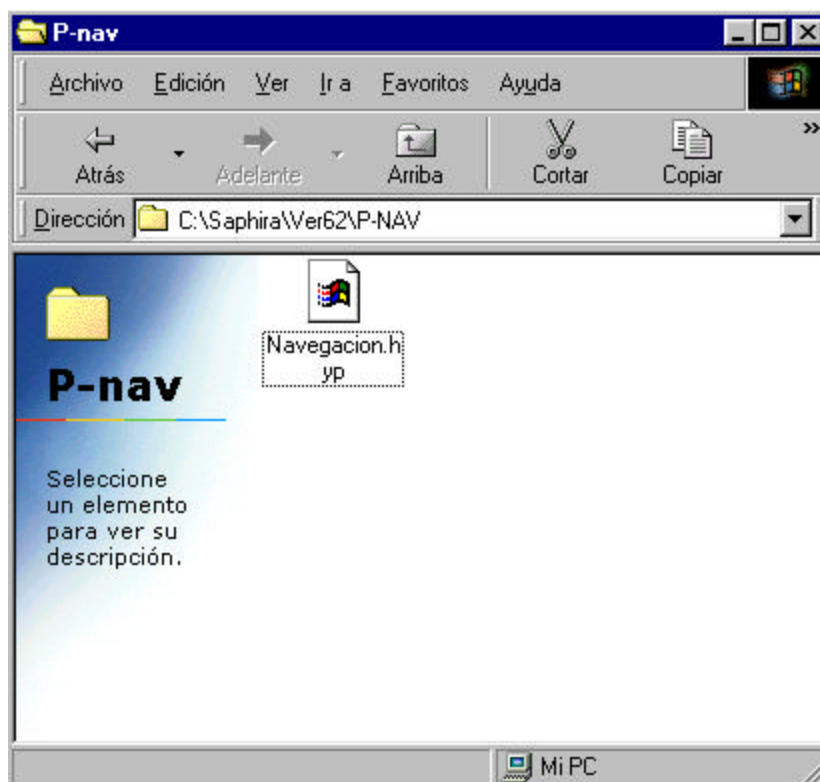 P-nav
Archivo Edición Ver Ir a Favoritos Ayuda
Atrás Adelante Arriba Cortar Copiar »
Dirección C:\Saphira\Ver62\P-NAV
Navegacion.h
yp
P-nav
Seleccione
un elemento
para ver su
descripción.
Mi PC